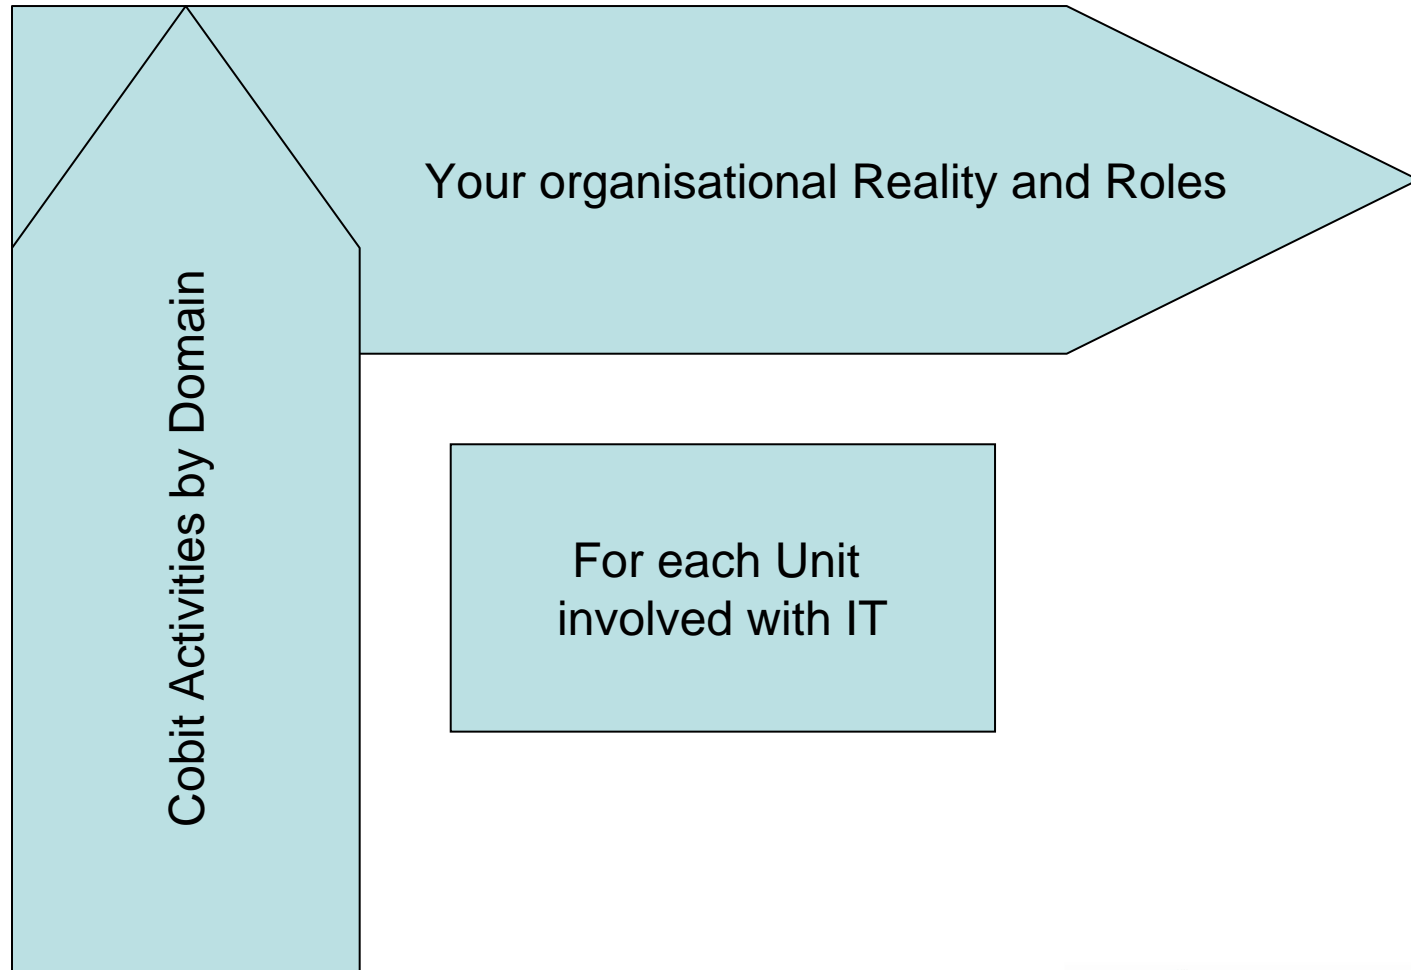 Your organisational Reality and Roles
Cobit Activities by Domain
For each Unit
involved with IT